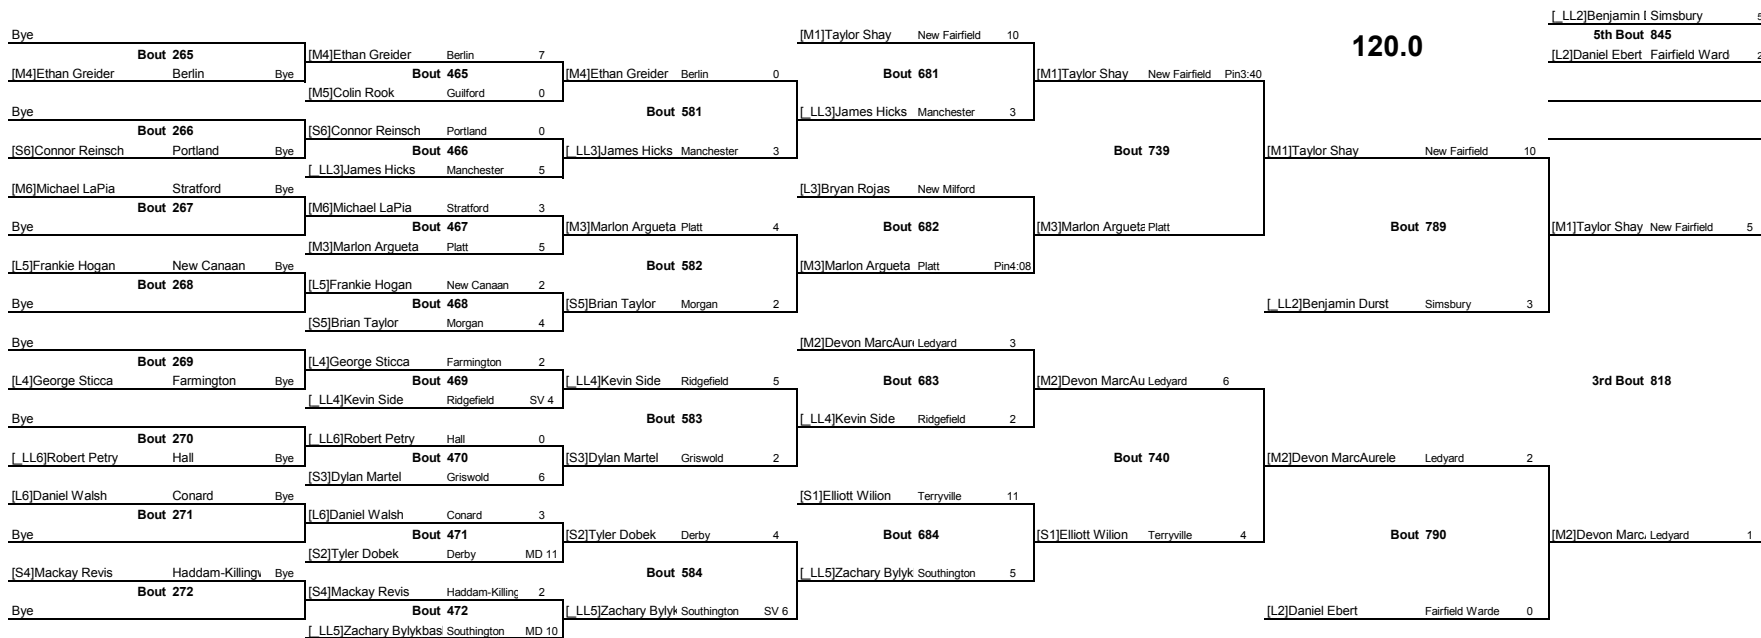 [_LL2]Benjamin I Simsbury 5
Bye [M1]Taylor Shay New Fairfield 10 120.0 5th Bout 845
Bout 265 [M4]Ethan Greider Berlin 7 [L2]Daniel Ebert Fairfield Ward 2
[M4]Ethan Greider Berlin Bye Bout 465 [M4]Ethan Greider Berlin 0 Bout 681 [M1]Taylor Shay New Fairfield Pin3:40
[M5]Colin Rook Guilford 0
Bye Bout 581 [_LL3]James Hicks Manchester 3
Bout 266 [S6]Connor Reinsch Portland 0
[S6]Connor Reinsch Portland Bye Bout 466 [_LL3]James Hicks Manchester 3 Bout 739 [M1]Taylor Shay New Fairfield 10
[_LL3]James Hicks Manchester 5
[M6]Michael LaPia Stratford Bye [L3]Bryan Rojas New Milford
Bout 267 [M6]Michael LaPia Stratford 3
Bye Bout 467 [M3]Marlon Argueta Platt 4 Bout 682 [M3]Marlon Argueta Platt Bout 789 [M1]Taylor Shay New Fairfield 5
[M3]Marlon Argueta Platt 5
[L5]Frankie Hogan New Canaan Bye Bout 582 [M3]Marlon Argueta Platt Pin4:08
Bout 268 [L5]Frankie Hogan New Canaan 2
Bye Bout 468 [S5]Brian Taylor Morgan 2 [_LL2]Benjamin Durst Simsbury 3
[S5]Brian Taylor Morgan 4
Bye [M2]Devon MarcAur Ledyard 3
Bout 269 [L4]George Sticca Farmington 2
[L4]George Sticca Farmington Bye Bout 469 [_LL4]Kevin Side Ridgefield 5 Bout 683 [M2]Devon MarcAu Ledyard 6 3rd Bout 818
[_LL4]Kevin Side Ridgefield SV 4
Bye Bout 583 [_LL4]Kevin Side Ridgefield 2
Bout 270 [_LL6]Robert Petry Hall 0
[_LL6]Robert Petry Hall Bye Bout 470 [S3]Dylan Martel Griswold 2 Bout 740 [M2]Devon MarcAurele Ledyard 2
[S3]Dylan Martel Griswold 6
[L6]Daniel Walsh Conard Bye [S1]Elliott Wilion Terryville 11
Bout 271 [L6]Daniel Walsh Conard 3
Bye Bout 471 [S2]Tyler Dobek Derby 4 Bout 684 [S1]Elliott Wilion Terryville 4 Bout 790 [M2]Devon Marc Ledyard 1
[S2]Tyler Dobek Derby MD 11
[S4]Mackay Revis Haddam-Killingv Bye Bout 584 [_LL5]Zachary Bylyk Southington 5
Bout 272 [S4]Mackay Revis Haddam-Killing 2
Bye Bout 472 [_LL5]Zachary Bylyk Southington SV 6 [L2]Daniel Ebert Fairfield Warde 0
[_LL5]Zachary Bylykbas Southington MD 10